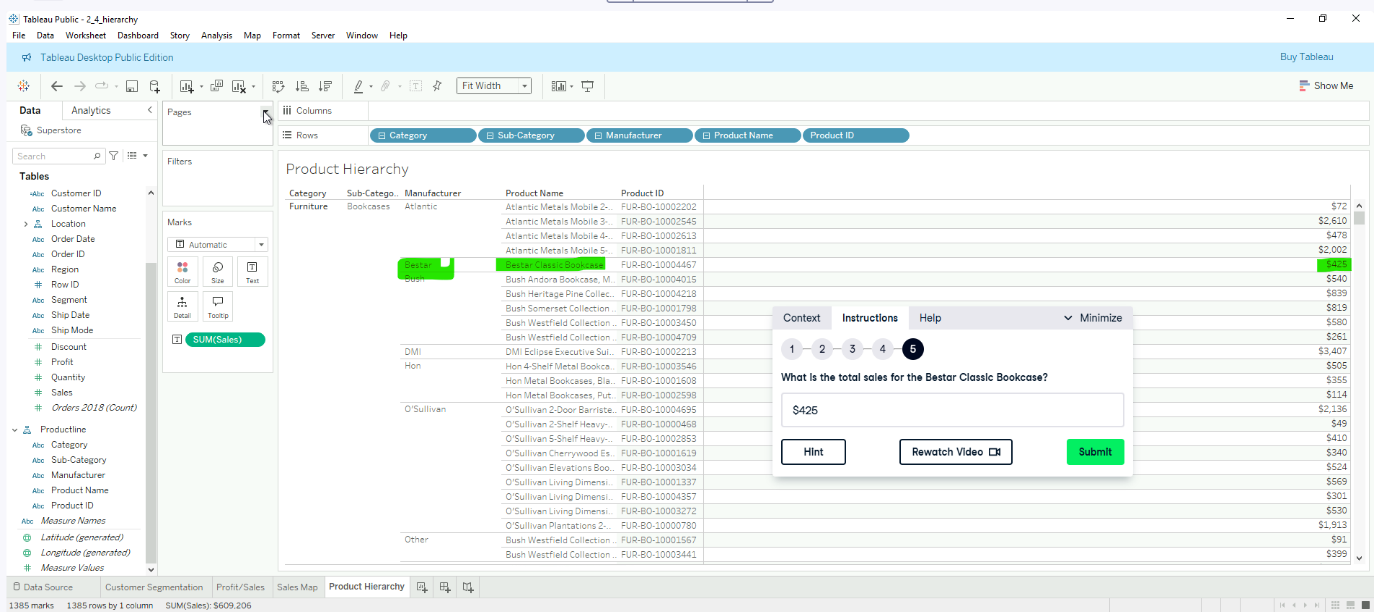 Tableau Public - 2_4_hierarchy
File Data Worksheet Dashboard Story Analysis Map Format Server Window Help
Tableau Desktop Public Edition Buy Tableau
Fit Width Show Me
Data Analytics
Superstore
Search
Tables
Abc Customer ID
Abc Customer Name
Location
Abc Order Date
Abc Order ID
Abc Region
# Row ID
Abc Segment
Abc Ship Date
Abc Ship Mode
# Discount
# Profit
# Quantity
# Sales
# Orders 2018 (Count)
Productline
Abc Category
Abc Sub-Category
Abc Manufacturer
Abc Product Name
Abc Product ID
Abc Measure Names
Latitude (generated)
Longitude (generated)
# Measure Values
Pages
Filters
Marks
Automatic
Color Size Text
Detail Tooltip
SUM(Sales)
Columns
Rows Category Sub-Category Manufacturer Product Name Product ID
Product Hierarchy
Category Sub-Catego.. Manufacturer Product Name Product ID
Furniture Bookcases Atlantic Atlantic Metals Mobile 2-.. FUR-BO-10002202 $72
Atlantic Metals Mobile 3-.. FUR-BO-10002545 $2,610
Atlantic Metals Mobile 4-.. FUR-BO-10002613 $478
Atlantic Metals Mobile 5-.. FUR-BO-10001811 $2,002
Bestar Bestar Classic Bookcase FUR-BO-10004467 $425
Bush Bush Andora Bookcase, M.. FUR-BO-10004015 $540
Bush Heritage Pine Collec.. FUR-BO-10004218 $839
Bush Somerset Collection .. FUR-BO-10001798 $819
Bush Westfield Collection .. FUR-BO-10003450 $580
Bush Westfield Collection .. FUR-BO-10004709 $261
DMI DMI Eclipse Executive Sui.. FUR-BO-10002213 $3,407
Hon Hon 4-Shelf Metal Bookca.. FUR-BO-10003546 $505
Hon Metal Bookcases, Bla.. FUR-BO-10001608 $355
Hon Metal Bookcases, Put.. FUR-BO-10002598 $114
O'Sullivan O'Sullivan 2-Door Barriste.. FUR-BO-10004695 $2,136
O'Sullivan 2-Shelf Heavy-.. FUR-BO-10000468 $49
O'Sullivan 5-Shelf Heavy-.. FUR-BO-10002853 $410
O'Sullivan Cherrywood Es.. FUR-BO-10001619 $340
O'Sullivan Elevations Boo.. FUR-BO-10003034 $524
O'Sullivan Living Dimensi.. FUR-BO-10001337 $569
O'Sullivan Living Dimensi.. FUR-BO-10004357 $301
O'Sullivan Living Dimensi.. FUR-BO-10003272 $530
O'Sullivan Plantations 2-.. FUR-BO-10000780 $1,913
Other Bush Westfield Collection .. FUR-BO-10001567 $91
Bush Westfield Collection .. FUR-BO-10003441 $399
Context Instructions Help Minimize
1 2 3 4 5
What is the total sales for the Bestar Classic Bookcase?
$425
Hint Rewatch Video Submit
Data Source Customer Segmentation Profit/Sales Sales Map Product Hierarchy
1385 marks 1385 rows by 1 column SUM(Sales): $609,206